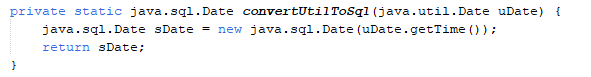 private static java.sql.Date convertUtilToSql(java.util.Date uDate) {
    java.sql.Date sDate = new java.sql.Date(uDate.getTime());
    return sDate;
}